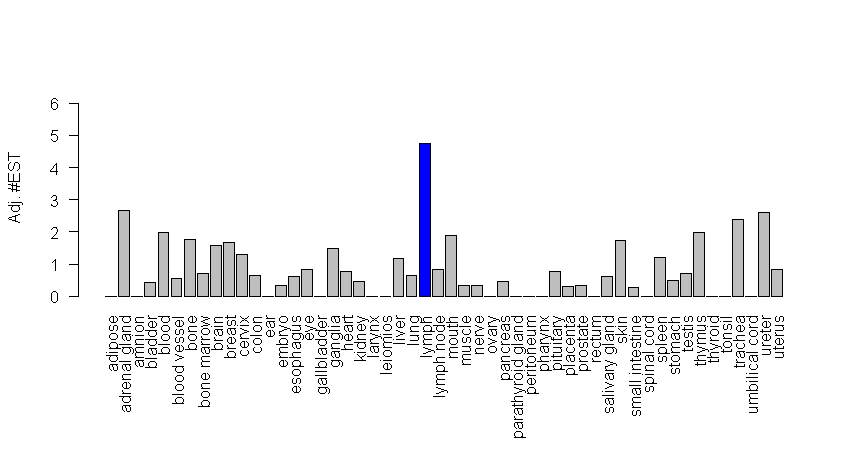 Adj. #EST
6
5
4
3
2
1
0
adipose
adrenal gland
amnion
bladder
blood
blood vessel
bone
bone marrow
brain
breast
cervix
colon
ear
embryo
esophagus
eye
gallbladder
ganglia
heart
kidney
larynx
leiomios
liver
lung
lymph
lymph node
mouth
muscle
nerve
ovary
pancreas
parathyroid gland
peritoneum
pharynx
pituitary
placenta
prostate
rectum
salivary gland
skin
small intestine
spinal cord
spleen
stomach
testis
thymus
thyroid
tonsil
trachea
umbilical cord
ureter
uterus